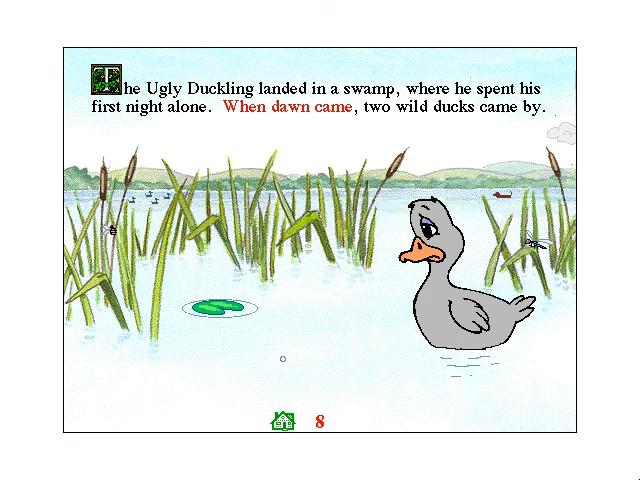 The Ugly Duckling landed in a swamp, where he spent his
first night alone.  When dawn came, two wild ducks came by.
8